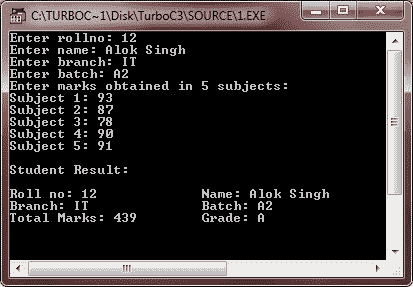 C:\TURBOC~1\Disk\TurboC3\SOURCE\1.EXE
Enter rollno: 12
Enter name: Alok Singh
Enter branch: IT
Enter batch: A2
Enter marks obtained in 5 subjects:
Subject 1: 93
Subject 2: 87
Subject 3: 78
Subject 4: 90
Subject 5: 91
Student Result:
Roll no: 12 Name: Alok Singh
Branch: IT Batch: A2
Total Marks: 439 Grade: A